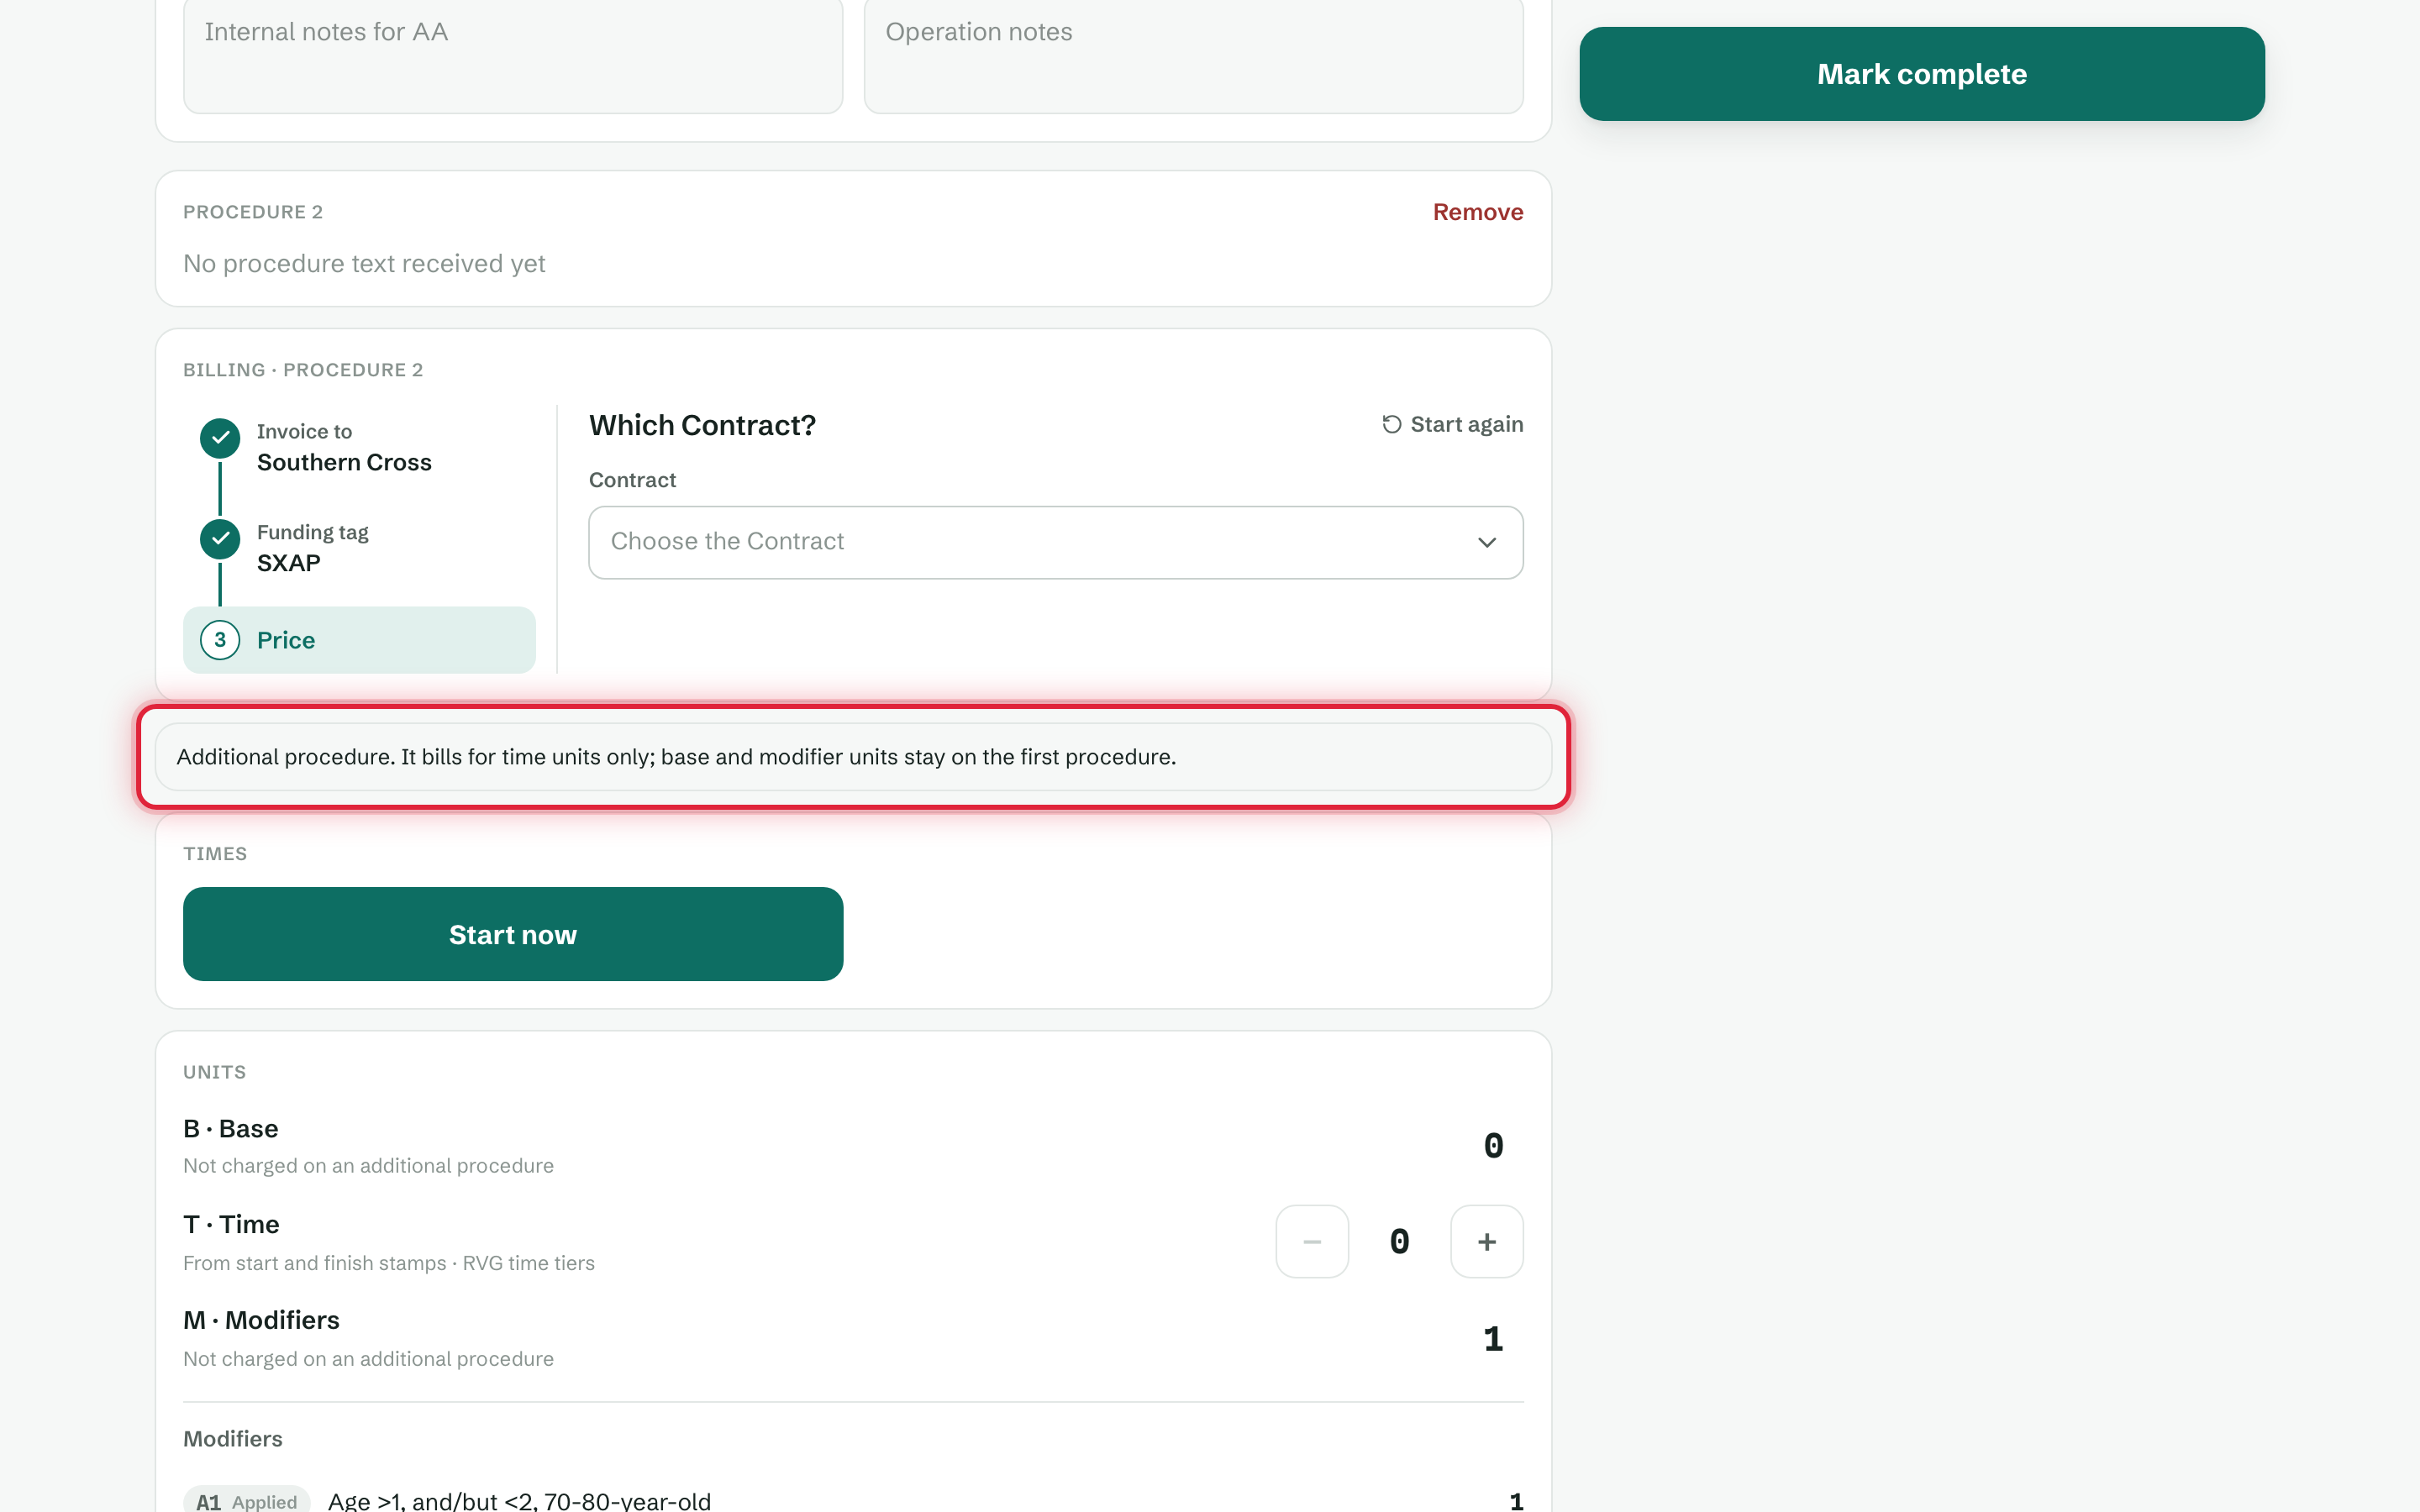 Internal notes for AA
Operation notes
Mark complete
PROCEDURE 2
Remove
No procedure text received yet
BILLING · PROCEDURE 2
Invoice to
Southern Cross
Which Contract?
Start again
Contract
Funding tag
SXAP
Choose the Contract
3 Price
Additional procedure. It bills for time units only; base and modifier units stay on the first procedure.
TIMES
Start now
UNITS
B · Base
Not charged on an additional procedure
0
T · Time
From start and finish stamps · RVG time tiers
− 0 +
M · Modifiers
Not charged on an additional procedure
1
Modifiers
A1 Applied Age >1, and/but <2, 70-80-year-old 1